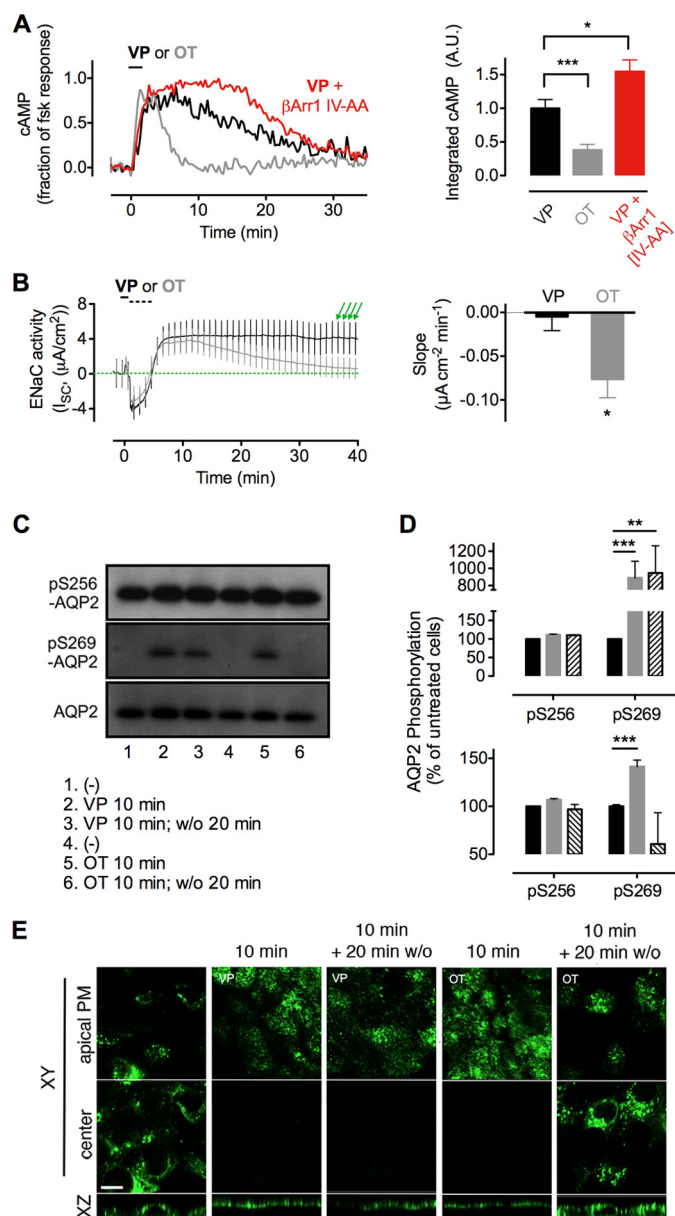 A
VP or OT
cAMP
(fraction of fsk response)
1.0
0.5
0.0
0 10 20 30
Time (min)
VP +
βArr1 IV-AA
Integrated cAMP (A.U.)
1.5
1.0
0.5
0.0
*
***
VP
OT
VP +
βArr1
[IV-AA]
B
VP or OT
ENaC activity
(ISC, (μA/cm²)
8
4
0
-4
0 10 20 30 40
Time (min)
VP OT
Slope
(μA cm-2 min-1)
0.00
-0.05
-0.10
*
C
pS256
-AQP2
pS269
-AQP2
AQP2
1 2 3 4 5 6
1. (-)
2. VP 10 min
3. VP 10 min; w/o 20 min
4. (-)
5. OT 10 min
6. OT 10 min; w/o 20 min
D
AQP2 Phosphorylation
(% of untreated cells)
**
***
1200
1000
800
100
50
0
pS256 pS269
***
150
100
50
pS256 pS269
E
10 min
10 min
+ 20 min w/o
10 min
10 min
+ 20 min w/o
VP VP OT OT
XY
apical PM
center
XZ